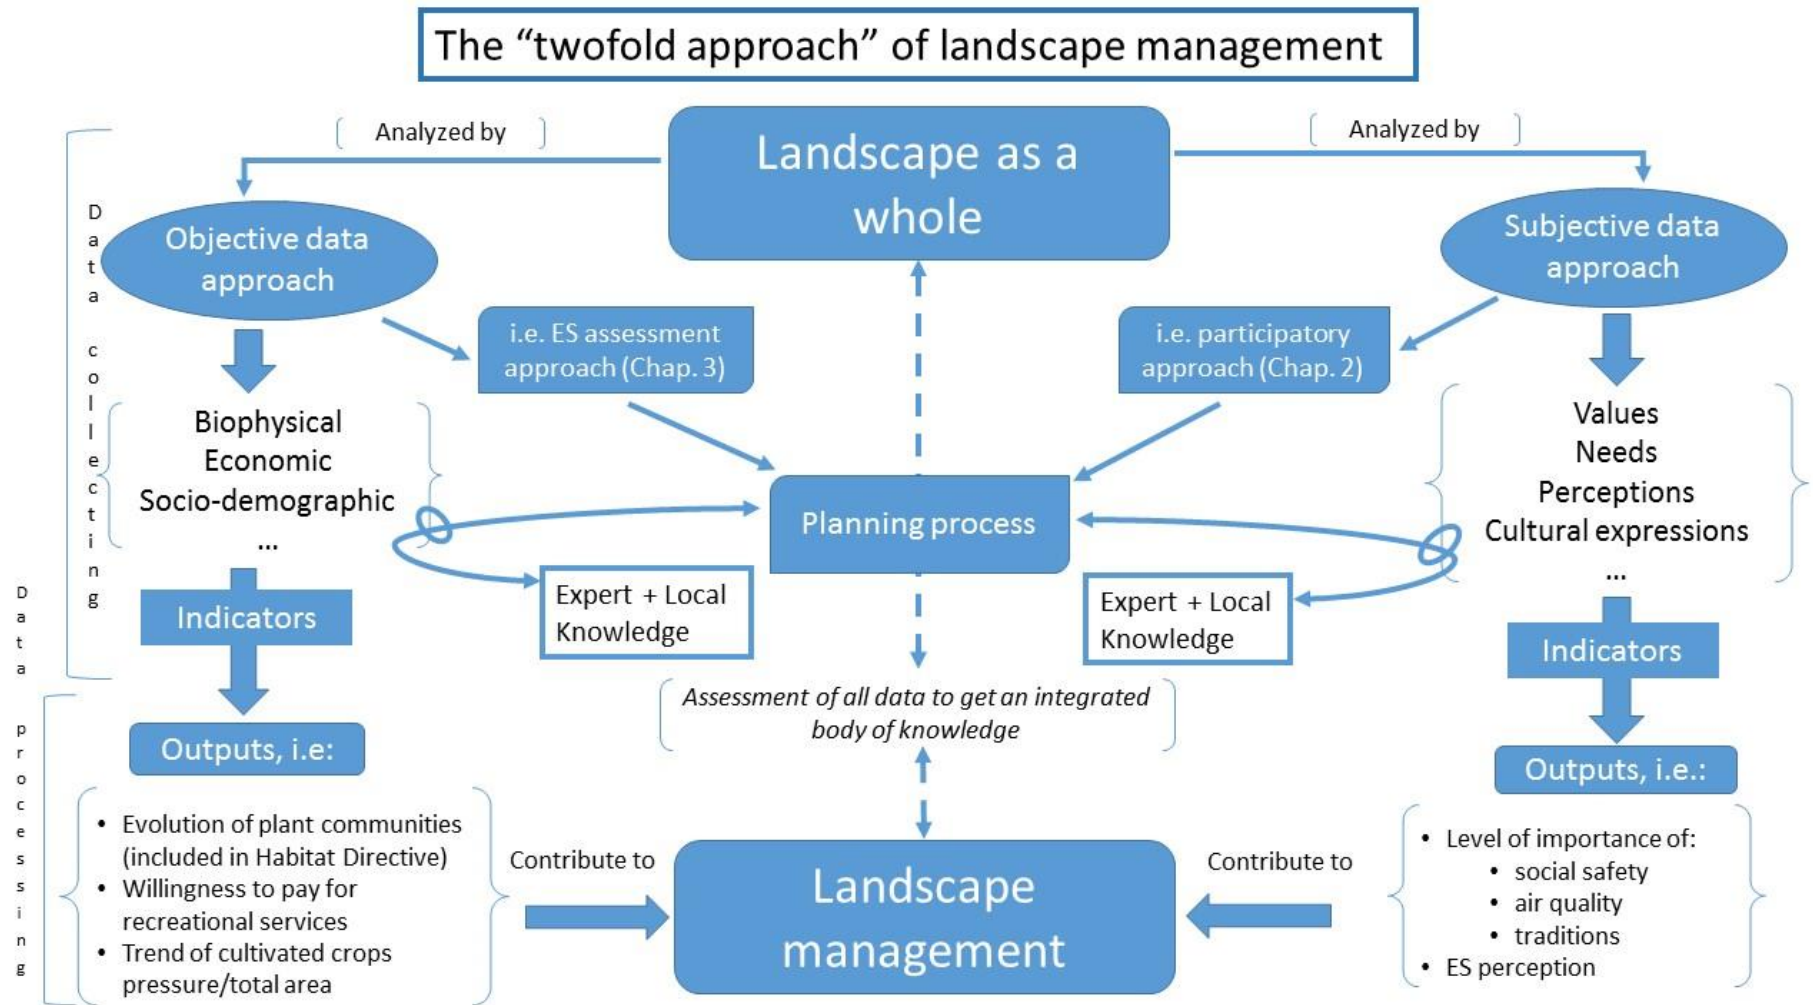 The “twofold approach” of landscape management
Analyzed by
Landscape as a
whole
Analyzed by
Data collecting
Objective data
approach
Subjective data
approach
i.e. ES assessment
approach (Chap. 3)
i.e. participatory
approach (Chap. 2)
Biophysical
Economic
Socio-demographic
...
Values
Needs
Perceptions
Cultural expressions
...
Planning process
Expert + Local
Knowledge
Expert + Local
Knowledge
Indicators
Indicators
Assessment of all data to get an integrated
body of knowledge
Data processing
Outputs, i.e:
Outputs, i.e.:
• Evolution of plant communities
(included in Habitat Directive)
• Willingness to pay for
recreational services
• Trend of cultivated crops
pressure/total area
Contribute to
Landscape
management
Contribute to
• Level of importance of:
• social safety
• air quality
• traditions
• ES perception